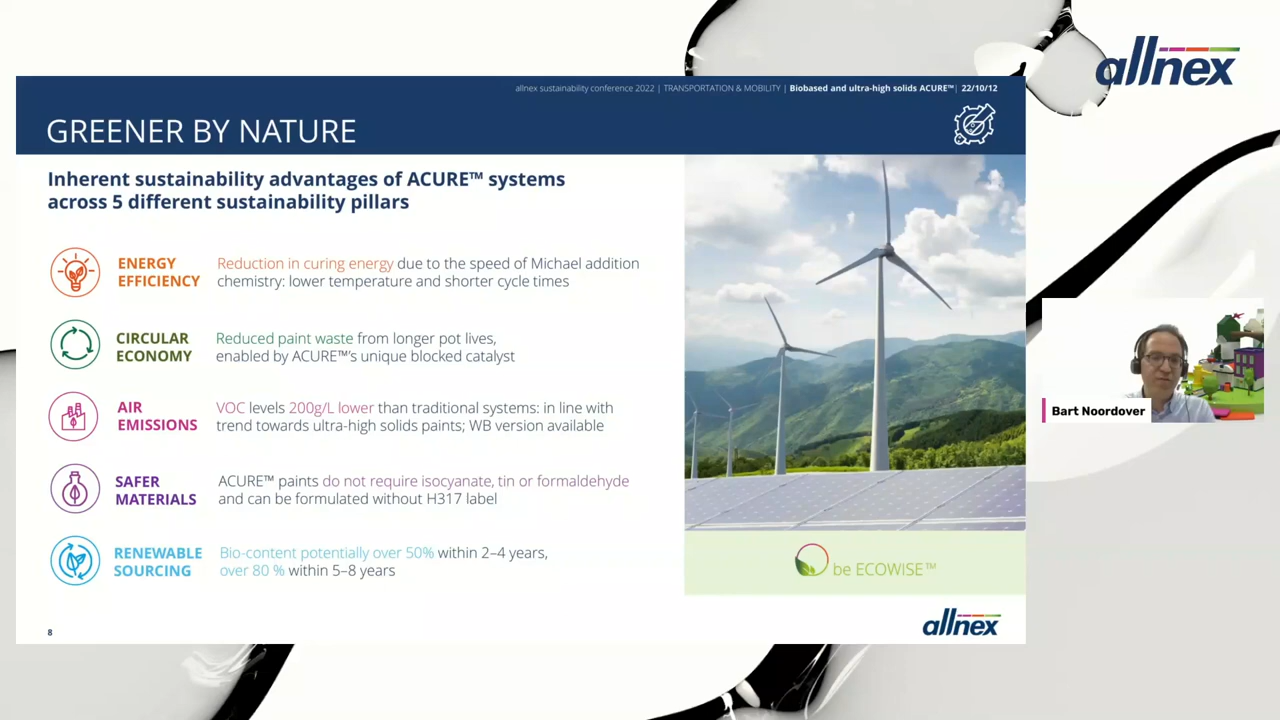 allnex
allnex sustainability conference 2022 | TRANSPORTATION & MOBILITY | Biobased and ultra-high solids ACURE™| 22/10/12
GREENER BY NATURE
Inherent sustainability advantages of ACURE™ systems
across 5 different sustainability pillars
ENERGY
EFFICIENCY
Reduction in curing energy due to the speed of Michael addition
chemistry: lower temperature and shorter cycle times
CIRCULAR
ECONOMY
Reduced paint waste from longer pot lives,
enabled by ACURE™'s unique blocked catalyst
AIR
EMISSIONS
VOC levels 200g/L lower than traditional systems: in line with
trend towards ultra-high solids paints; WB version available
SAFER
MATERIALS
ACURE™ paints do not require isocyanate, tin or formaldehyde
and can be formulated without H317 label
RENEWABLE
SOURCING
Bio-content potentially over 50% within 2–4 years,
over 80 % within 5–8 years
be ECOWISE™
Bart Noordover
8
allnex